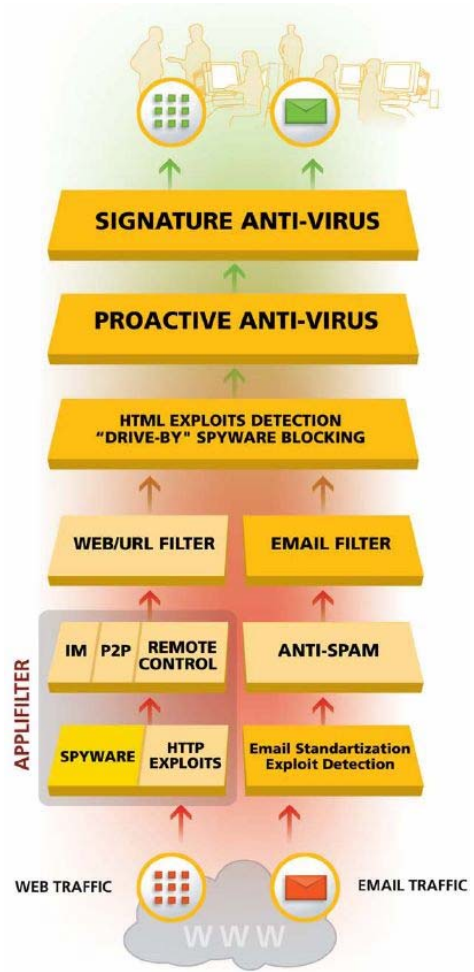 SIGNATURE ANTI-VIRUS
PROACTIVE ANTI-VIRUS
HTML EXPLOITS DETECTION
“DRIVE-BY" SPYWARE BLOCKING
WEB/URL FILTER
EMAIL FILTER
APPLIFILTER
IM
P2P
REMOTE
CONTROL
ANTI-SPAM
SPYWARE
HTTP
EXPLOITS
Email Standartization
Exploit Detection
WEB TRAFFIC
EMAIL TRAFFIC
WWW